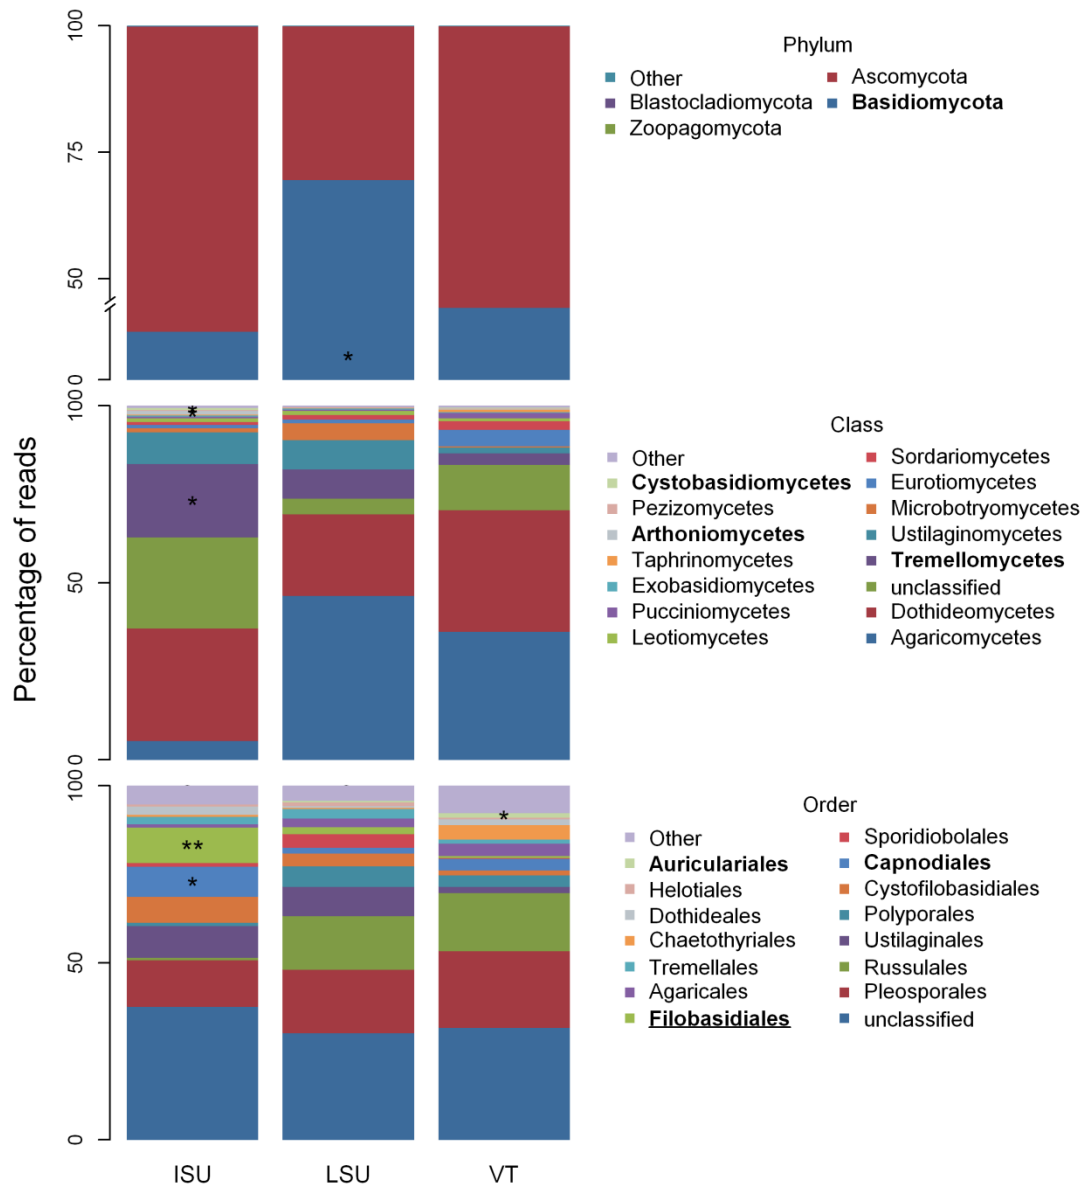 Percentage of reads
100
75
50
0
Phylum
Other
Blastocladiomycota
Zoopagomycota
Ascomycota
Basidiomycota
*
100
50
0
Class
Other
Cystobasidiomycetes
Pezizomycetes
Arthoniomycetes
Taphrinomycetes
Exobasidiomycetes
Pucciniomycetes
Leotiomycetes
Sordariomycetes
Eurotiomycetes
Microbotryomycetes
Ustilaginomycetes
Tremellomycetes
unclassified
Dothideomycetes
Agaricomycetes
*
*
*
100
50
0
Order
Other
Auriculariales
Helotiales
Dothideales
Chaetothyriales
Tremellales
Agaricales
Filobasidiales
Sporidiobolales
Capnodiales
Cystofilobasidiales
Polyporales
Ustilaginales
Russulales
Pleosporales
unclassified
**
*
*
ISU
LSU
VT